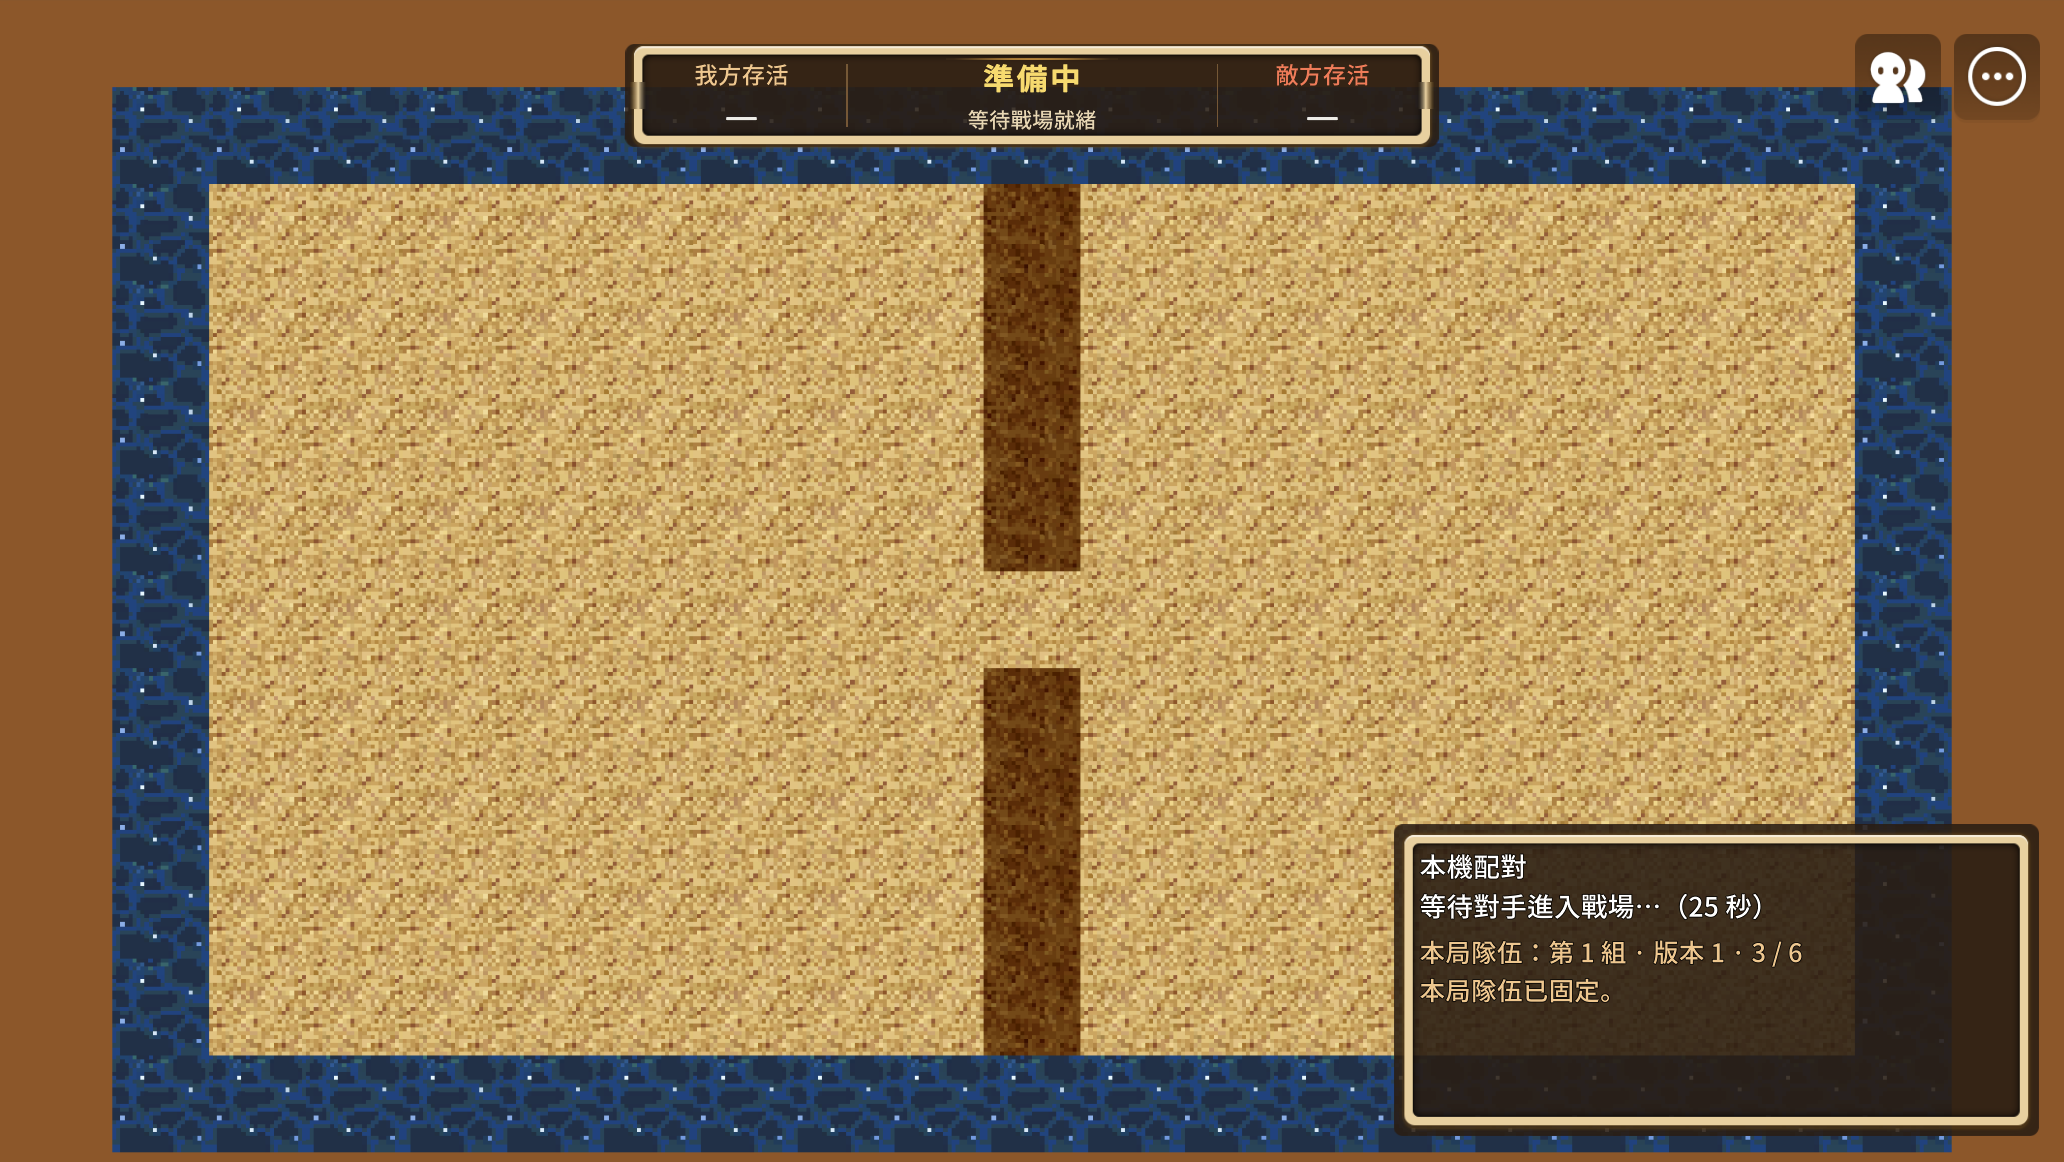 我方存活
準備中
敵方存活
—
等待戰場就緒
—
本機配對
等待對手進入戰場…（25 秒）
本局隊伍：第 1 組 · 版本 1 · 3 / 6
本局隊伍已固定。